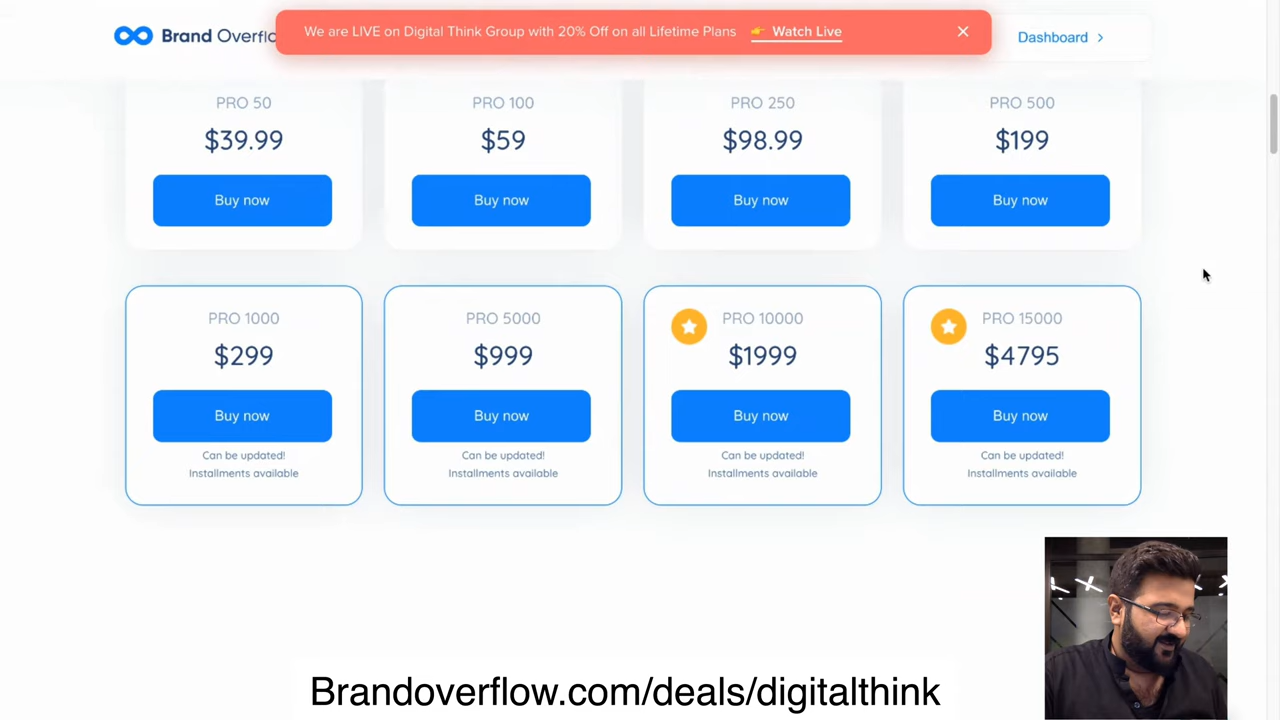 Brand Overflo
We are LIVE on Digital Think Group with 20% Off on all Lifetime Plans 👉 Watch Live
Dashboard
PRO 50
$39.99
Buy now
PRO 100
$59
Buy now
PRO 250
$98.99
Buy now
PRO 500
$199
Buy now
PRO 1000
$299
Buy now
Can be updated!
Installments available
PRO 5000
$999
Buy now
Can be updated!
Installments available
PRO 10000
$1999
Buy now
Can be updated!
Installments available
PRO 15000
$4795
Buy now
Can be updated!
Installments available
Brandoverflow.com/deals/digitalthink